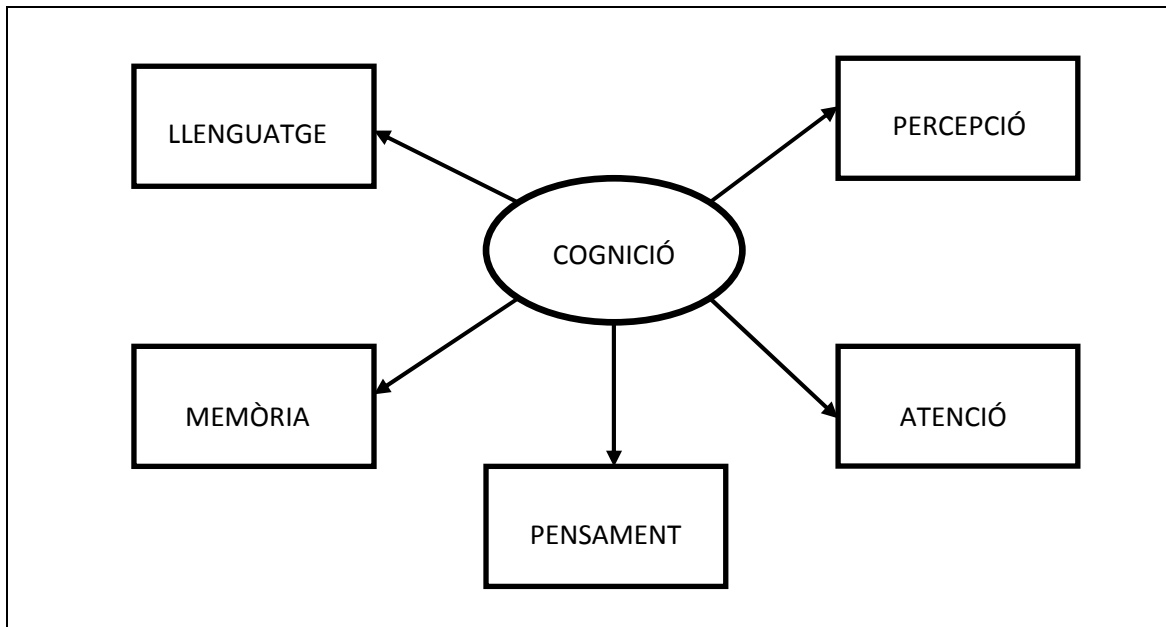 LLENGUATGE
PERCEPCIÓ
COGNICIÓ
MEMÒRIA
ATENCIÓ
PENSAMENT